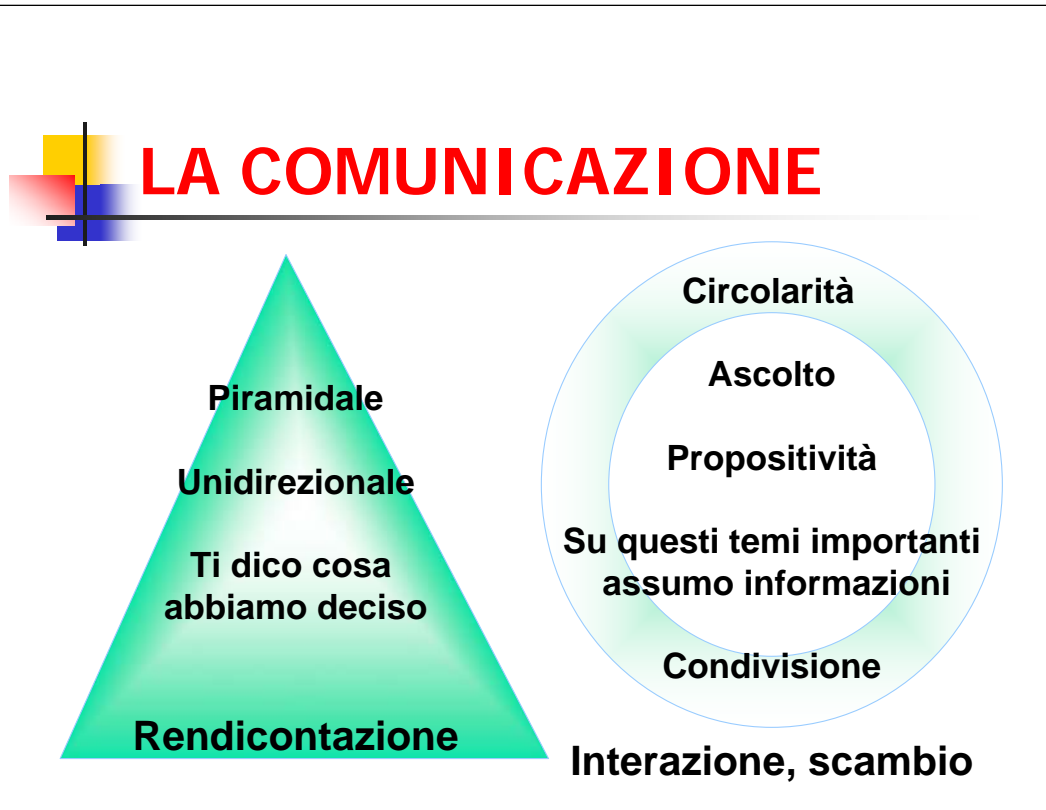 LA COMUNICAZIONE
Piramidale
Unidirezionale
Ti dico cosa
abbiamo deciso
Rendicontazione
Circolarità
Ascolto
Propositività
Su questi temi importanti
assumo informazioni
Condivisione
Interazione, scambio